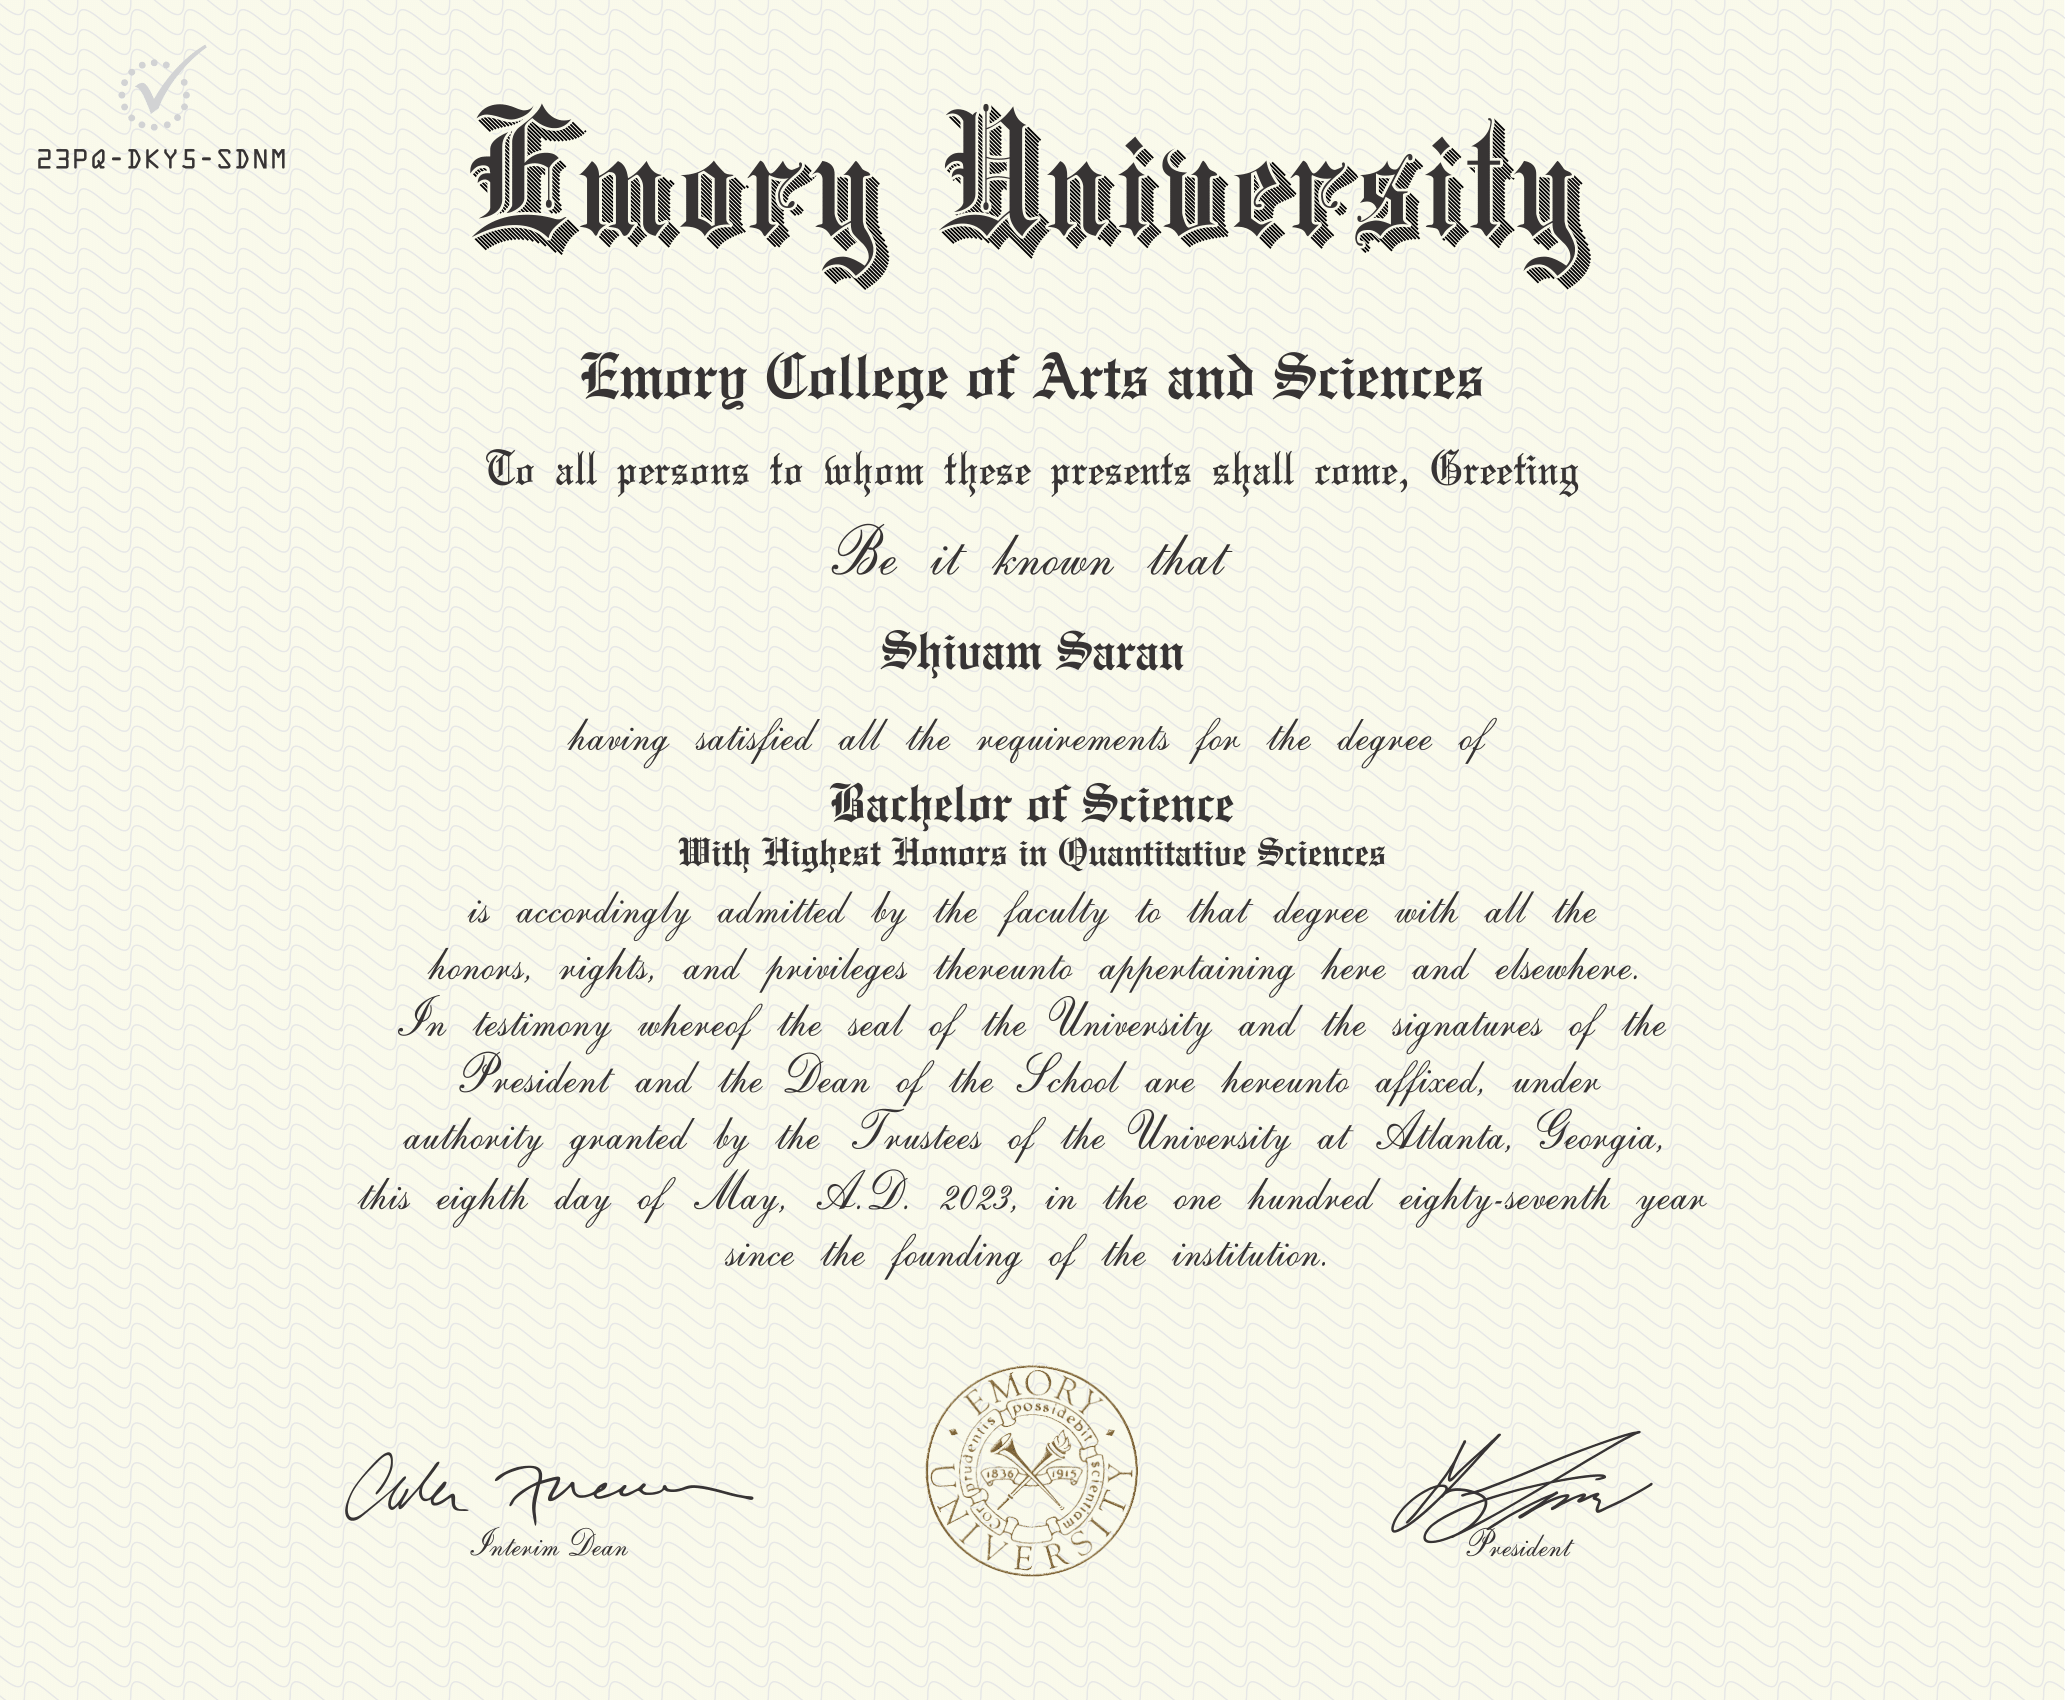 23PQ-DKY5-SDNM
Emory University
Emory College of Arts and Sciences
To all persons to whom these presents shall come, Greeting
Be it known that
Shivam Saran
having satisfied all the requirements for the degree of
Bachelor of Science
With Highest Honors in Quantitative Sciences
is accordingly admitted by the faculty to that degree with all the
honors, rights, and privileges thereunto appertaining here and elsewhere.
In testimony whereof the seal of the University and the signatures of the
President and the Dean of the School are hereunto affixed, under
authority granted by the Trustees of the University at Atlanta, Georgia,
this eighth day of May, A.D. 2023, in the one hundred eighty-seventh year
since the founding of the institution.
EMORY UNIVERSITY
cor prudentis possidebit scientiam
1836 1915
Interim Dean
President